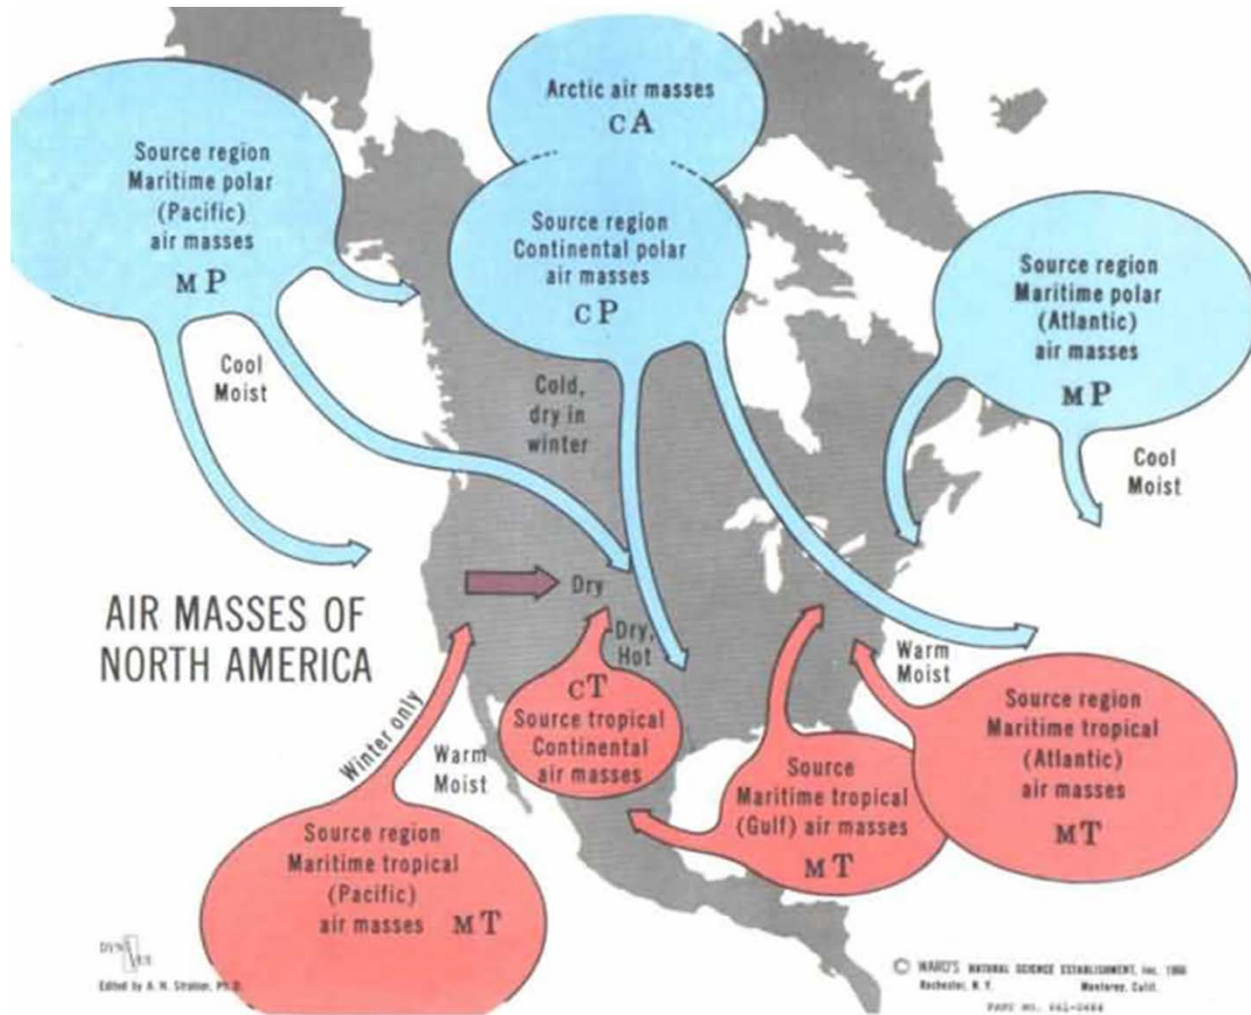 Arctic air masses
cA
Source region
Maritime polar
(Pacific)
air masses
MP
Source region
Continental polar
air masses
cP
Source region
Maritime polar
(Atlantic)
air masses
MP
Cool
Moist
Cold,
dry in
winter
Cool
Moist
AIR MASSES OF
NORTH AMERICA
Dry
Dry,
Hot
Warm
Moist
cT
Source tropical
Continental
air masses
Winter only
Warm
Moist
Source region
Maritime tropical
(Atlantic)
air masses
MT
Source
Maritime tropical
(Gulf) air masses
MT
Source region
Maritime tropical
(Pacific)
air masses MT
Edited by A. N. Strahler, Ph.D.
© WARD'S NATURAL SCIENCE ESTABLISHMENT, Inc. 1966
Rochester, N. Y. Monterey, Calif.
PART NO.